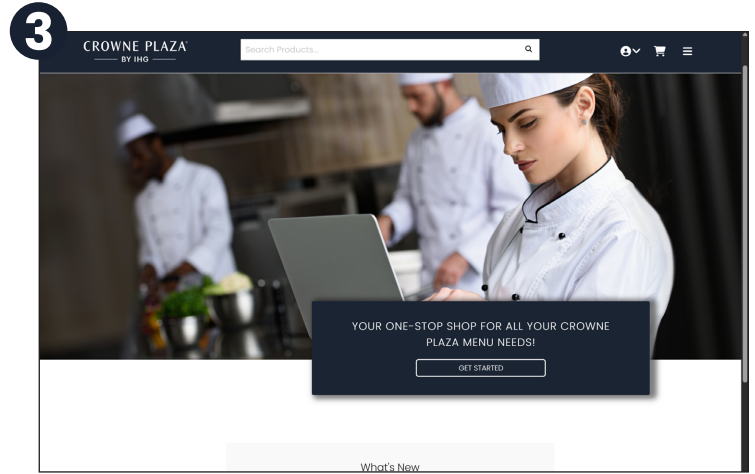 3
CROWNE PLAZA®
BY IHG
Search Products...
YOUR ONE-STOP SHOP FOR ALL YOUR CROWNE
PLAZA MENU NEEDS!
GET STARTED
What's New